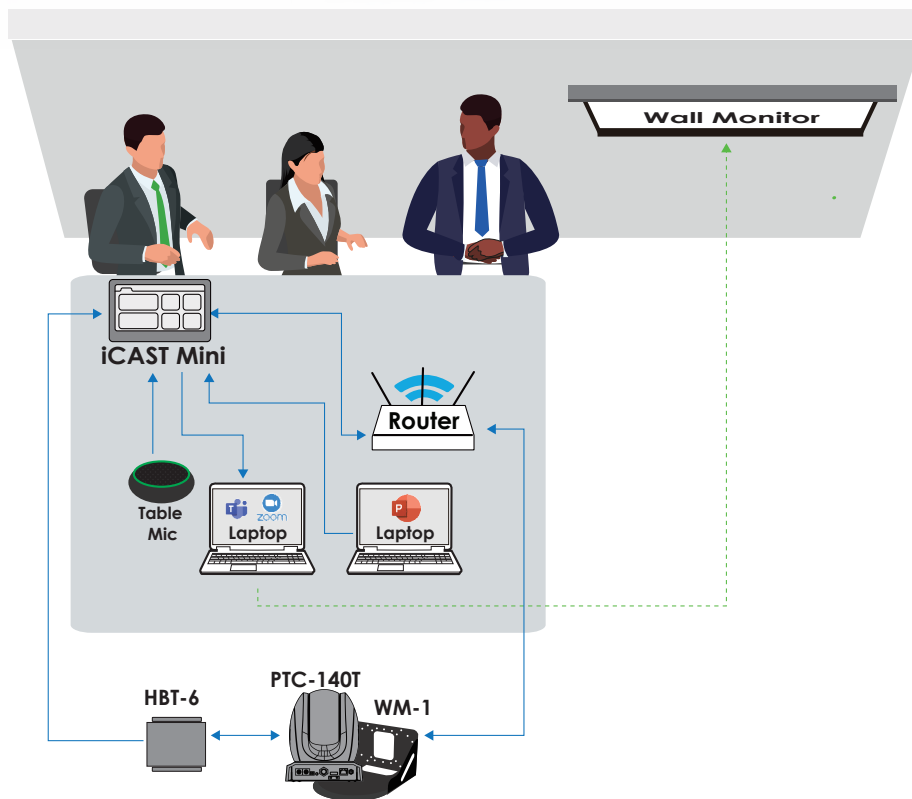 Wall Monitor
iCAST Mini
Router
Table
Mic
T
zoom
Laptop
P
Laptop
PTC-140T
HBT-6
WM-1